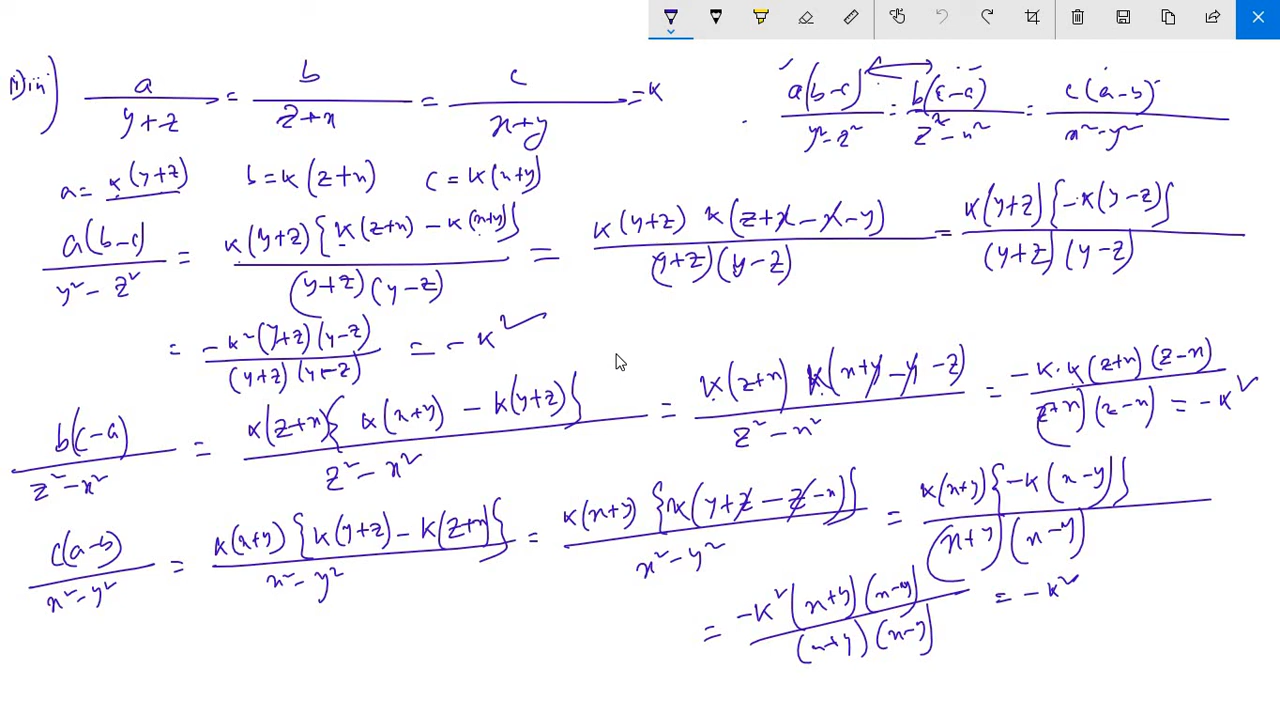 (i) iii) a/(y+z) = b/(z+x) = c/(x+y) = k
a(b-c)/(y²-z²) = b(c-a)/(z²-x²) = c(a-b)/(x²-y²)
a = k(y+z) b = k(z+x) c = k(x+y)
a(b-c)/(y²-z²) = k(y+z){k(z+x) - k(x+y)}/((y+z)(y-z)) = k(y+z) k(z+x-x-y)/((y+z)(y-z)) = k(y+z){-k(y-z)}/((y+z)(y-z))
= -k²(y+z)(y-z)/((y+z)(y-z)) = -k²
b(c-a)/(z²-x²) = k(z+x){k(x+y) - k(y+z)}/(z²-x²) = k(z+x) k(x+y-y-z)/(z²-x²) = -k.k(z+x)(z-x)/((z+x)(z-x)) = -k²
c(a-b)/(x²-y²) = k(x+y){k(y+z) - k(z+x)}/(x²-y²) = k(x+y){k(y+z-z-x)}/(x²-y²) = k(x+y){-k(x-y)}/((x+y)(x-y))
= -k²(x+y)(x-y)/((x+y)(x-y)) = -k²